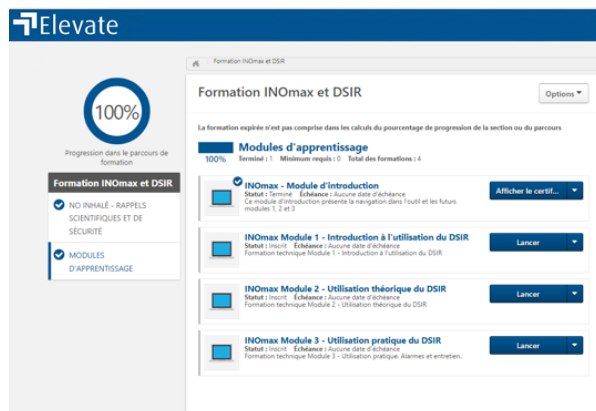 Elevate
Formation INOmax et DSIR
100%
Progression dans le parcours de
formation
Formation INOmax et DSIR
NO INHALÉ - RAPPELS
SCIENTIFIQUES ET DE
SÉCURITÉ
MODULES
D'APPRENTISSAGE
Formation INOmax et DSIR
Options
La formation expirée n'est pas comprise dans les calculs du pourcentage de progression de la section ou du parcours
Modules d'apprentissage
100% Terminé : 1 Minimum requis : 0 Total des formations : 4
INOmax - Module d'introduction
Statut : Terminé Échéance : Aucune date d'échéance
Ce module d'introduction présente la navigation dans l'outil et les futurs
modules 1, 2 et 3
Afficher le certif...
INOmax Module 1 - Introduction à l'utilisation du DSIR
Statut : Inscrit Échéance : Aucune date d'échéance
Formation technique Module 1 - Introduction à l'utilisation du DSIR
Lancer
INOmax Module 2 - Utilisation théorique du DSIR
Statut : Inscrit Échéance : Aucune date d'échéance
Formation technique Module 2 - Utilisation théorique du DSIR
Lancer
INOmax Module 3 - Utilisation pratique du DSIR
Statut : Inscrit Échéance : Aucune date d'échéance
Formation technique Module 3 - Utilisation pratique. Alarmes et entretien.
Lancer